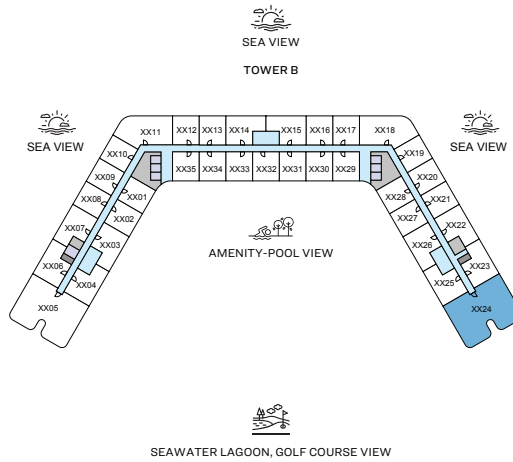 SEA VIEW
TOWER B
SEA VIEW
SEA VIEW
XX11
XX12
XX13
XX14
XX15
XX16
XX17
XX18
XX10
XX19
XX35
XX34
XX33
XX32
XX31
XX30
XX29
XX09
XX01
XX28
XX20
XX08
XX02
XX27
XX21
XX07
XX03
XX26
XX22
XX06
XX04
XX25
XX23
XX05
XX24
AMENITY-POOL VIEW
SEAWATER LAGOON, GOLF COURSE VIEW